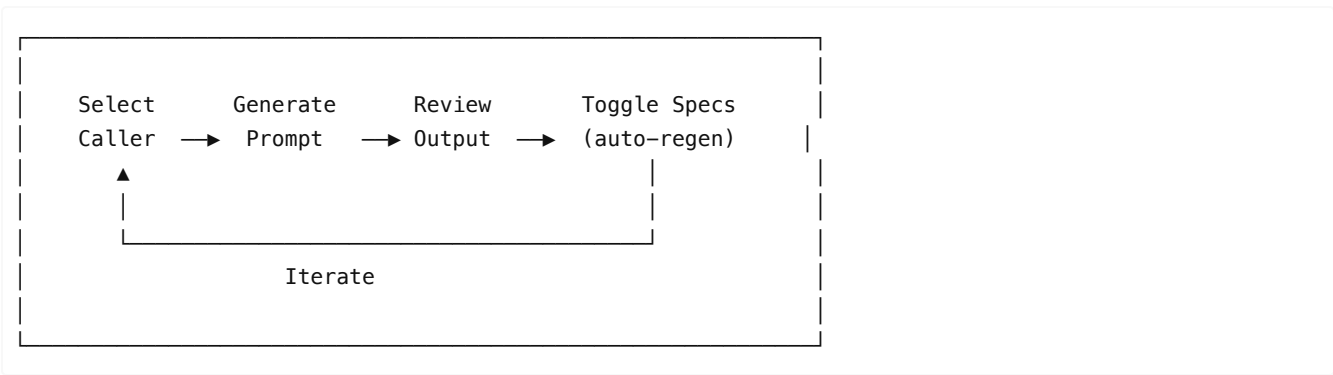 Select Generate Review Toggle Specs
Caller → Prompt → Output → (auto-regen)
Iterate